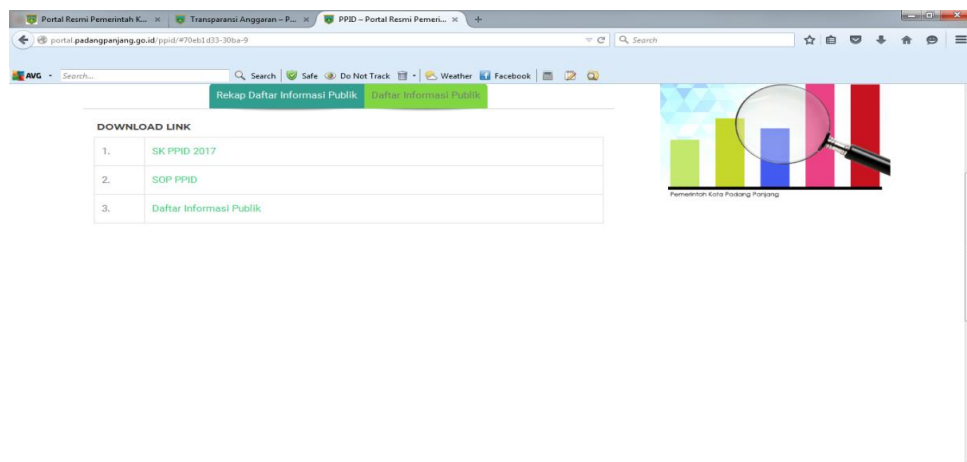 Portal Resmi Pemerintah K... ×
Transparansi Anggaran – P... ×
PPID – Portal Resmi Pemeri... × +
portal.padangpanjang.go.id/ppid/#70eb1d33-30ba-9
Search
AVG Search... Search Safe Do Not Track Weather Facebook
Rekap Daftar Informasi Publik Daftar Informasi Publik
DOWNLOAD LINK
1. SK PPID 2017
2. SOP PPID
3. Daftar Informasi Publik
Pemerintah Kota Padang Panjang